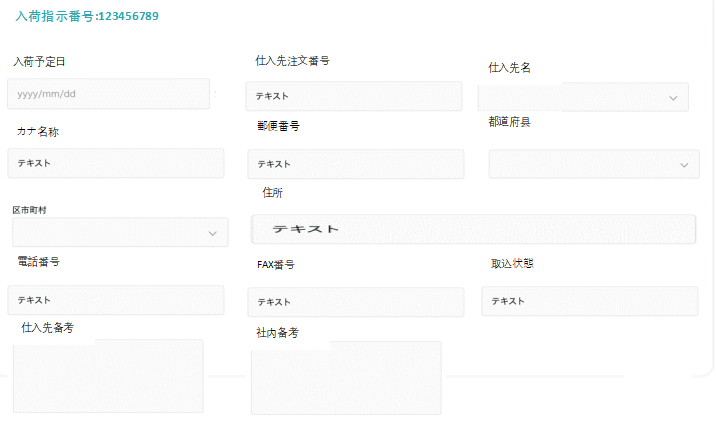 入荷指示番号:123456789
入荷予定日
仕入先注文番号
仕入先名
yyyy/mm/dd
テキスト
カナ名称
郵便番号
都道府県
テキスト
テキスト
区市町村
住所
テキスト
電話番号
FAX番号
取込状態
テキスト
テキスト
テキスト
仕入先備考
社内備考